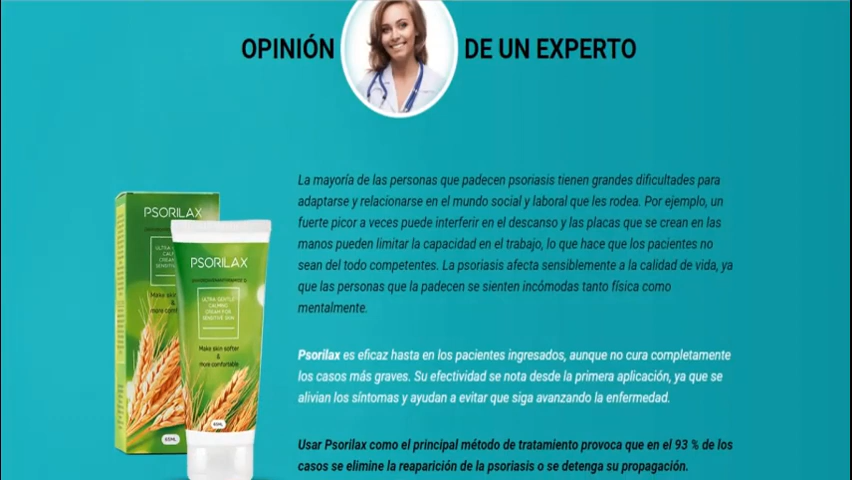 OPINIÓN DE UN EXPERTO
La mayoría de las personas que padecen psoriasis tienen grandes dificultades para
adaptarse y relacionarse en el mundo social y laboral que les rodea. Por ejemplo, un
fuerte picor a veces puede interferir en el descanso y las placas que se crean en las
manos pueden limitar la capacidad en el trabajo, lo que hace que los pacientes no
sean del todo competentes. La psoriasis afecta sensiblemente a la calidad de vida, ya
que las personas que la padecen se sienten incómodas tanto física como
mentalmente.
Psorilax es eficaz hasta en los pacientes ingresados, aunque no cura completamente
los casos más graves. Su efectividad se nota desde la primera aplicación, ya que se
alivian los síntomas y ayudan a evitar que siga avanzando la enfermedad.
Usar Psorilax como el principal método de tratamiento provoca que en el 93 % de los
casos se elimine la reaparición de la psoriasis o se detenga su propagación.
PSORILAX
ULTRA
CALM
CREAM
SENSITIVE
Make skin
&
more comfo
60ML
PSORILAX
ULTRA GENTLE
CALMING
CREAM FOR
SENSITIVE SKIN
Make skin softer
&
more comfortable